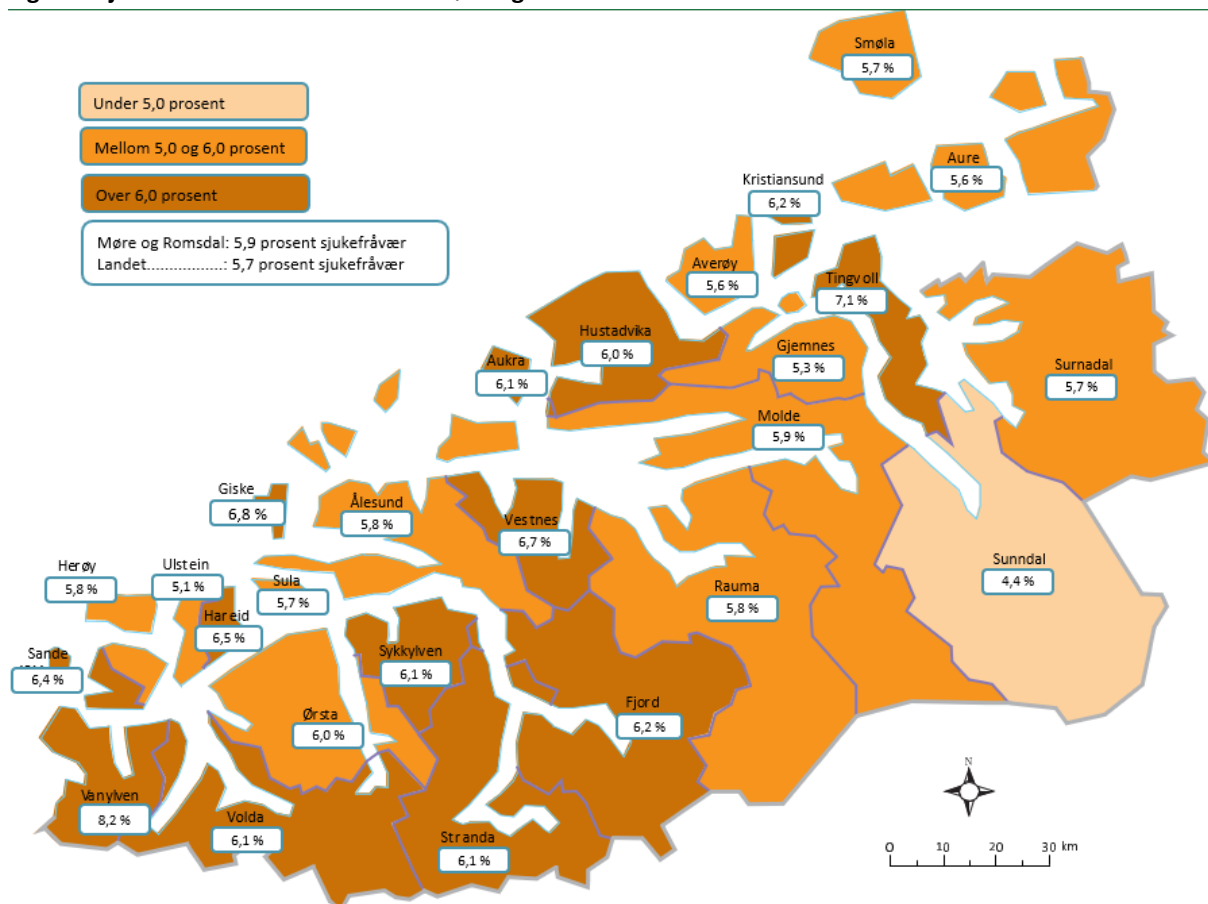 Smøla
5,7 %
Under 5,0 prosent
Mellom 5,0 og 6,0 prosent
Over 6,0 prosent
Møre og Romsdal: 5,9 prosent sjukefråvær
Landet.................: 5,7 prosent sjukefråvær
Aure
5,6 %
Kristiansund
6,2 %
Averøy
5,6 %
Tingvoll
7,1 %
Hustadvika
6,0 %
Gjemnes
5,3 %
Aukra
6,1 %
Surnadal
5,7 %
Molde
5,9 %
Giske
6,8 %
Ålesund
5,8 %
Vestnes
6,7 %
Sunndal
4,4 %
Herøy
5,8 %
Ulstein
5,1 %
Sula
5,7 %
Rauma
5,8 %
Hareid
6,5 %
Sande
6,4 %
Sykkylven
6,1 %
Fjord
6,2 %
Ørsta
6,0 %
Vanylven
8,2 %
Volda
6,1 %
Stranda
6,1 %
N
0 10 20 30 km